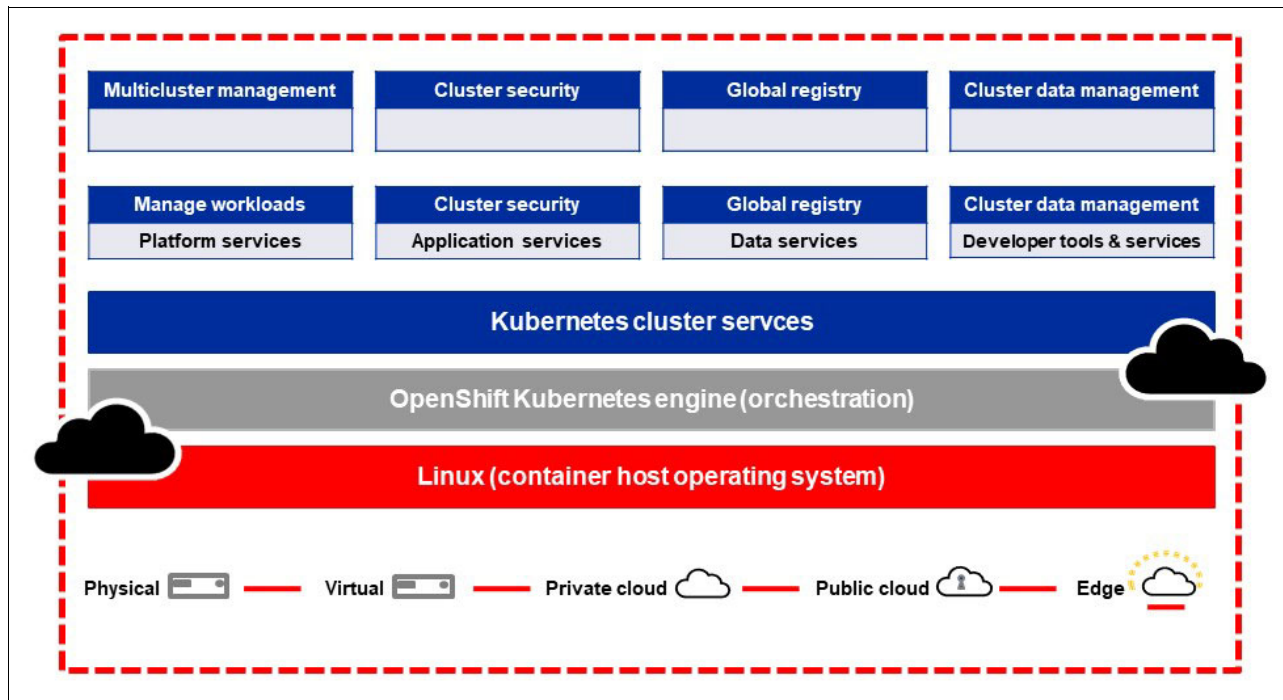 Multicluster management
Cluster security
Global registry
Cluster data management
Manage workloads
Cluster security
Global registry
Cluster data management
Platform services
Application services
Data services
Developer tools & services
Kubernetes cluster servces
OpenShift Kubernetes engine (orchestration)
Linux (container host operating system)
Physical
Virtual
Private cloud
Public cloud
Edge